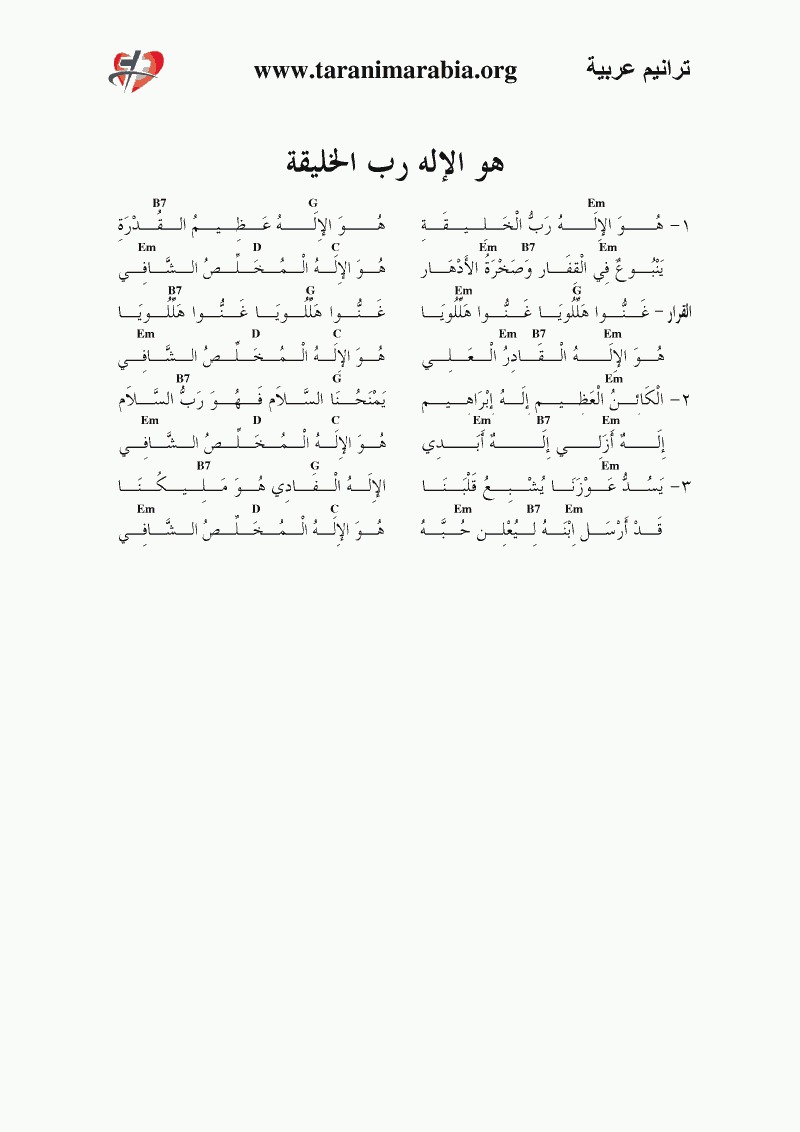 ترانيم عربية www.taranimarabia.org
هو الإله رب الخليقة
Em G B7
١- هُوَ الإِلَهُ رَبُّ الْخَلِيقَةِ هُوَ الإِلَهُ عَظِيمُ الْقُدْرَةِ
Em B7 Em C D Em
يَنْبُوعٌ فِي الْقِفَار وَصَخْرَةُ الأَدْهَار هُوَ الإِلَهُ الْمُخَلِّصُ الشَّافِي
G Em G B7
القرار - غَنُّوا هَلِّلُويَا غَنُّوا هَلِّلُويَا غَنُّوا هَلِّلُويَا غَنُّوا هَلِّلُويَا
Em B7 Em C D Em
هُوَ الإِلَهُ الْقَادِرُ الْعَلِي هُوَ الإِلَهُ الْمُخَلِّصُ الشَّافِي
Em G B7
٢- الْكَائِنُ الْعَظِيم إِلَهُ إِبْرَاهِيم يَمْنَحُنَا السَّلاَم فَهُوَ رَبُّ السَّلاَم
Em B7 Em C D Em
إِلَهٌ أَزَلِي إِلَهٌ أَبَدِي هُوَ الإِلَهُ الْمُخَلِّصُ الشَّافِي
Em G B7
٣- يَسُدُّ عَوْزَنَا يُشْبِعُ قَلْبَنَا الإِلَهُ الْفَادِي هُوَ مَلِيكُنَا
Em B7 Em C D Em
قَدْ أَرْسَل اِبْنَهُ لِيُعْلِن حُبَّهُ هُوَ الإِلَهُ الْمُخَلِّصُ الشَّافِي